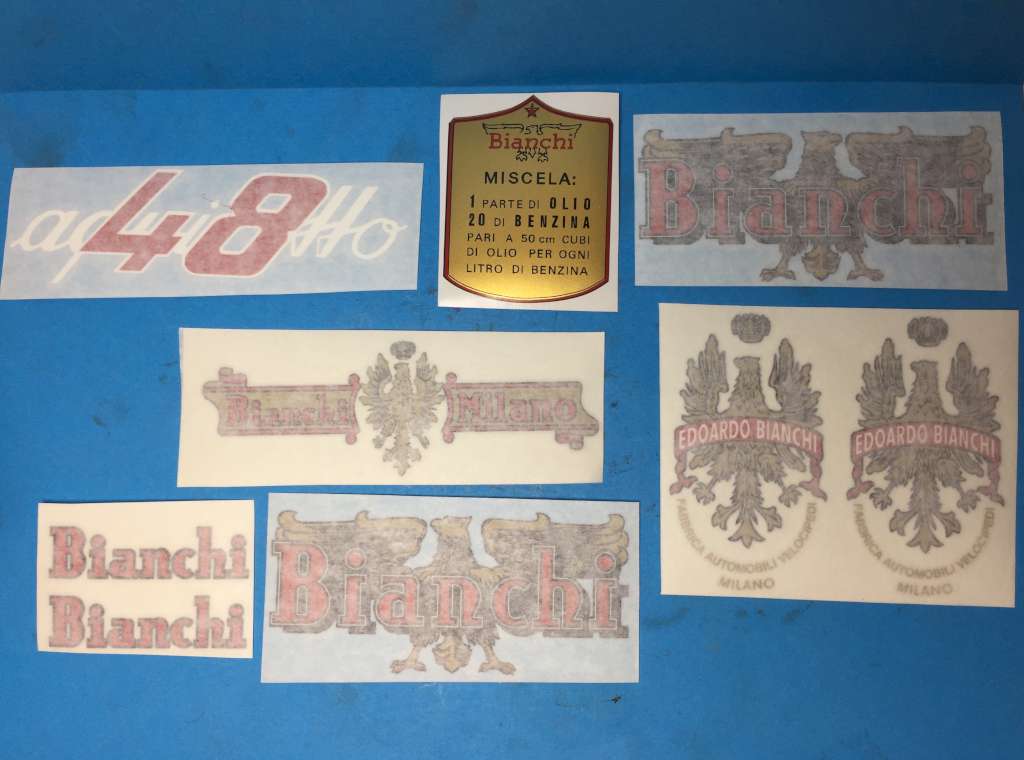 aquilotto
48
Bianchi
MISCELA:
1 PARTE DI OLIO
20 DI BENZINA
PARI A 50 cm CUBI
DI OLIO PER OGNI
LITRO DI BENZINA
Bianchi
Bianchi Milano
EDOARDO BIANCHI
FABBRICA AUTOMOBILI VELOCIPEDI
MILANO
EDOARDO BIANCHI
FABBRICA AUTOMOBILI VELOCIPEDI
MILANO
Bianchi
Bianchi
Bianchi